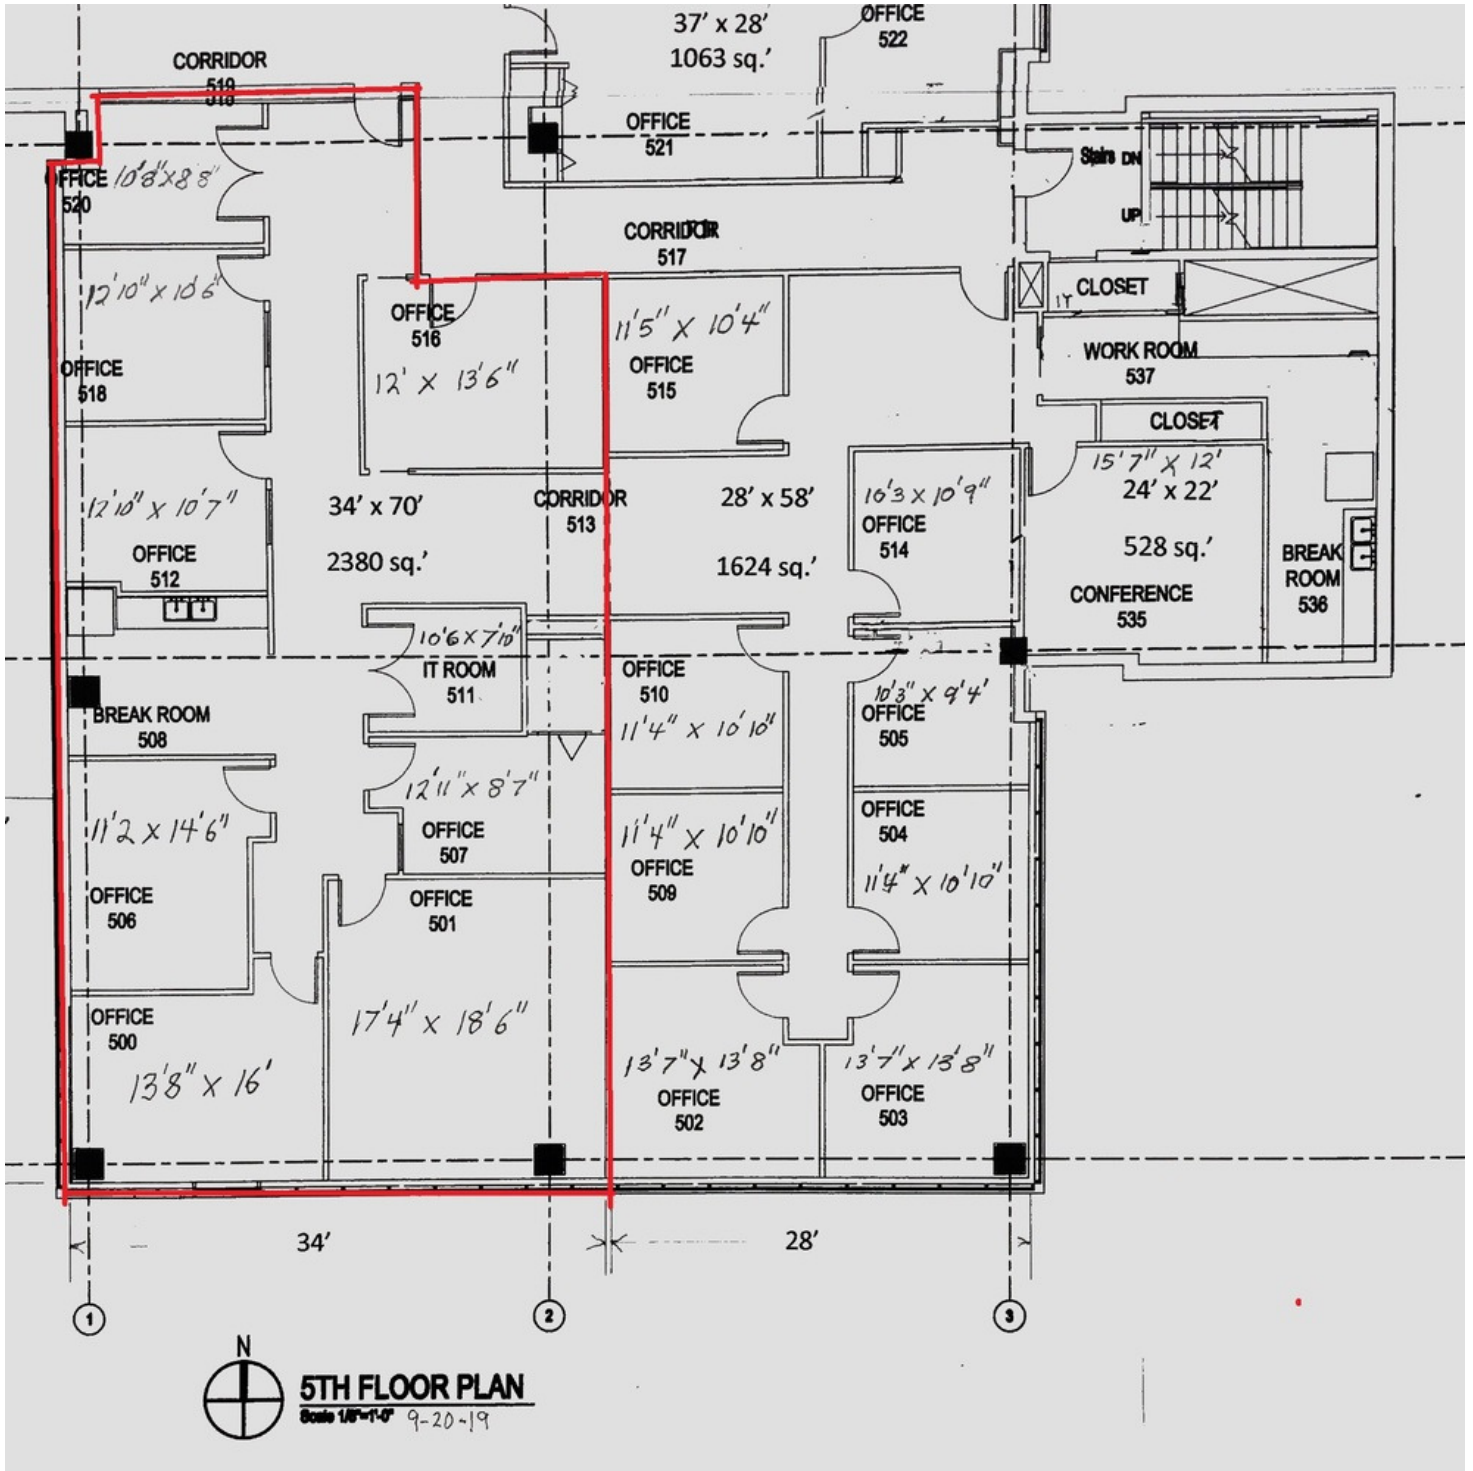 37' x 28'
1063 sq.'
OFFICE
522
CORRIDOR
519
OFFICE
521
Stairs DN
UP
OFFICE 10'8"x8'8"
520
CORRIDOR
517
12'10" x 10'6"
OFFICE
518
OFFICE
516
12' x 13'6"
11'5" x 10'4"
OFFICE
515
CLOSET
WORK ROOM
537
CLOSET
15'7" x 12'
24' x 22'
528 sq.'
CONFERENCE
535
BREAK
ROOM
536
12'10" x 10'7"
OFFICE
512
34' x 70'
2380 sq.'
CORRIDOR
513
28' x 58'
1624 sq.'
10'3 x 10'9"
OFFICE
514
10'6 x 7'10"
IT ROOM
511
OFFICE
510
11'4" x 10'10"
10'3" x 9'4'
OFFICE
505
BREAK ROOM
508
11'2 x 14'6"
OFFICE
506
12'11" x 8'7"
OFFICE
507
11'4" x 10'10"
OFFICE
509
OFFICE
504
11'4" x 10'10"
OFFICE
501
17'4" x 18'6"
OFFICE
500
13'8" x 16'
13'7" x 13'8"
OFFICE
502
13'7" x 13'8"
OFFICE
503
34'
28'
1
2
3
N
5TH FLOOR PLAN
Scale 1/8"=1'-0" 9-20-19